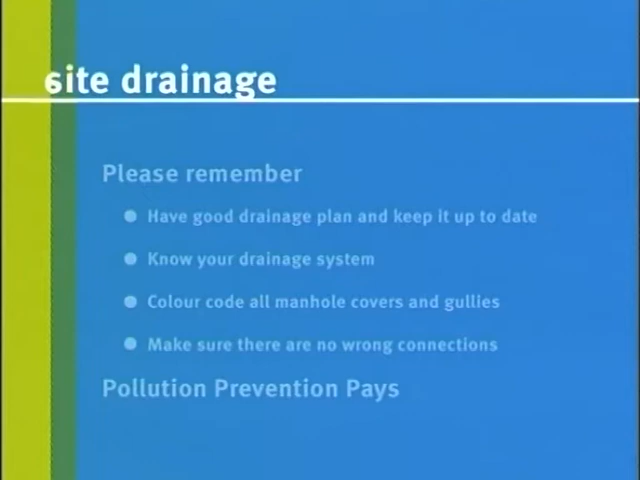 site drainage
Please remember
● Have good drainage plan and keep it up to date
● Know your drainage system
● Colour code all manhole covers and gullies
● Make sure there are no wrong connections
Pollution Prevention Pays